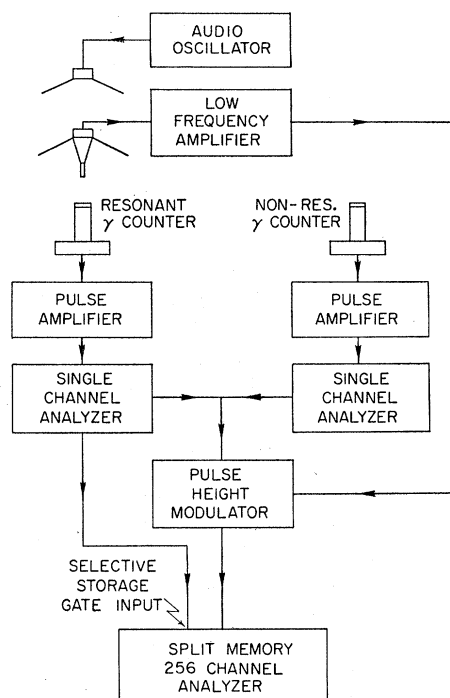 AUDIO
OSCILLATOR
LOW
FREQUENCY
AMPLIFIER
RESONANT
γ COUNTER
NON-RES.
γ COUNTER
PULSE
AMPLIFIER
PULSE
AMPLIFIER
SINGLE
CHANNEL
ANALYZER
SINGLE
CHANNEL
ANALYZER
PULSE
HEIGHT
MODULATOR
SELECTIVE
STORAGE
GATE INPUT
SPLIT MEMORY
256 CHANNEL
ANALYZER